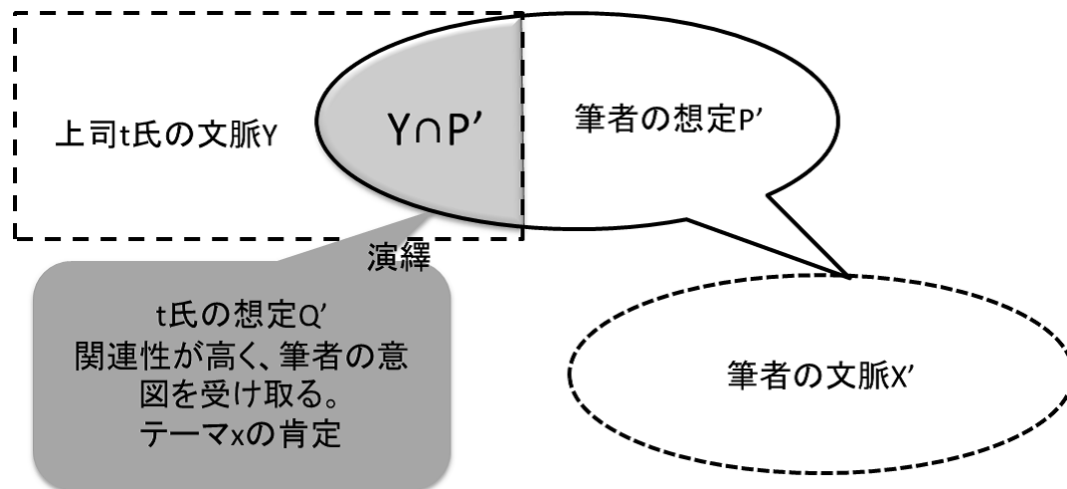 上司t氏の文脈Y
Y∩P’
筆者の想定P’
演繹
t氏の想定Q’
関連性が高く、筆者の意
図を受け取る。
テーマxの肯定
筆者の文脈X’